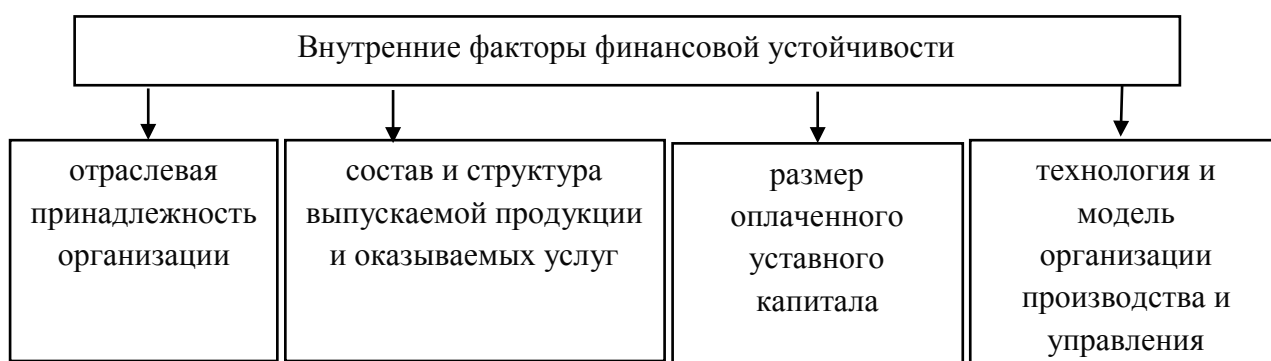 Внутренние факторы финансовой устойчивости
отраслевая
принадлежность
организации
состав и структура
выпускаемой продукции
и оказываемых услуг
размер
оплаченного
уставного
капитала
технология и
модель
организации
производства и
управления